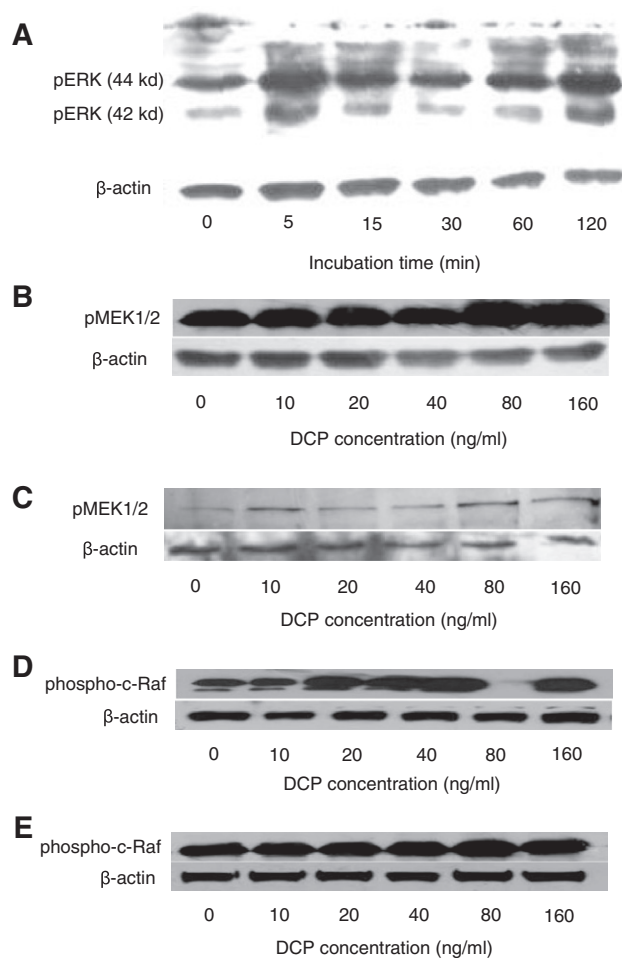 A
pERK (44 kd)
pERK (42 kd)
β-actin
0 5 15 30 60 120
Incubation time (min)
B
pMEK1/2
β-actin
0 10 20 40 80 160
DCP concentration (ng/ml)
C
pMEK1/2
β-actin
0 10 20 40 80 160
DCP concentration (ng/ml)
D
phospho-c-Raf
β-actin
0 10 20 40 80 160
DCP concentration (ng/ml)
E
phospho-c-Raf
β-actin
0 10 20 40 80 160
DCP concentration (ng/ml)